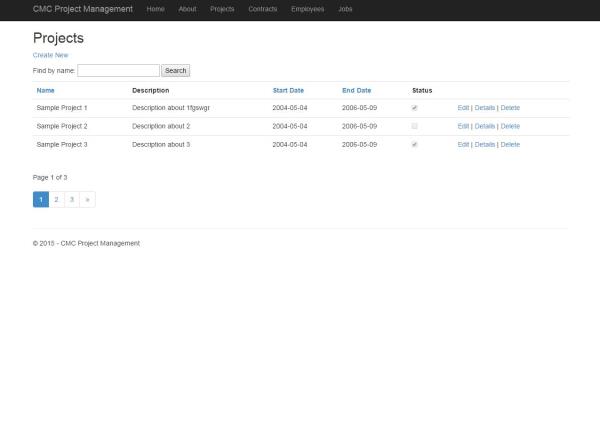 CMC Project Management Home About Projects Contracts Employees Jobs
Projects
Create New
Find by name: Search
Name Description Start Date End Date Status
Sample Project 1 Description about 1fgswgr 2004-05-04 2006-05-09 Edit | Details | Delete
Sample Project 2 Description about 2 2004-05-04 2006-05-09 Edit | Details | Delete
Sample Project 3 Description about 3 2004-05-04 2006-05-09 Edit | Details | Delete
Page 1 of 3
1 2 3 »
© 2015 - CMC Project Management